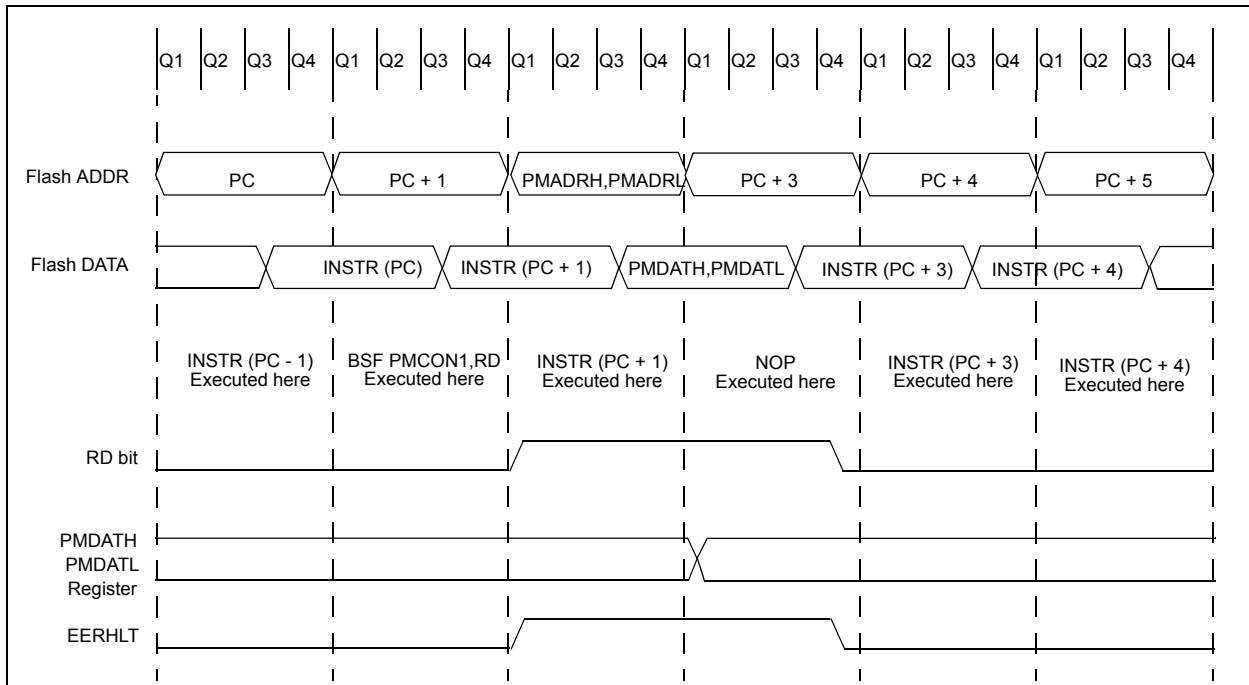 Q1 Q2 Q3 Q4 Q1 Q2 Q3 Q4 Q1 Q2 Q3 Q4 Q1 Q2 Q3 Q4 Q1 Q2 Q3 Q4 Q1 Q2 Q3 Q4
Flash ADDR PC PC + 1 PMADRH,PMADRL PC + 3 PC + 4 PC + 5
Flash DATA INSTR (PC) INSTR (PC + 1) PMDATH,PMDATL INSTR (PC + 3) INSTR (PC + 4)
INSTR (PC - 1)
Executed here
BSF PMCON1,RD
Executed here
INSTR (PC + 1)
Executed here
NOP
Executed here
INSTR (PC + 3)
Executed here
INSTR (PC + 4)
Executed here
RD bit
PMDATH
PMDATL
Register
EERHLT